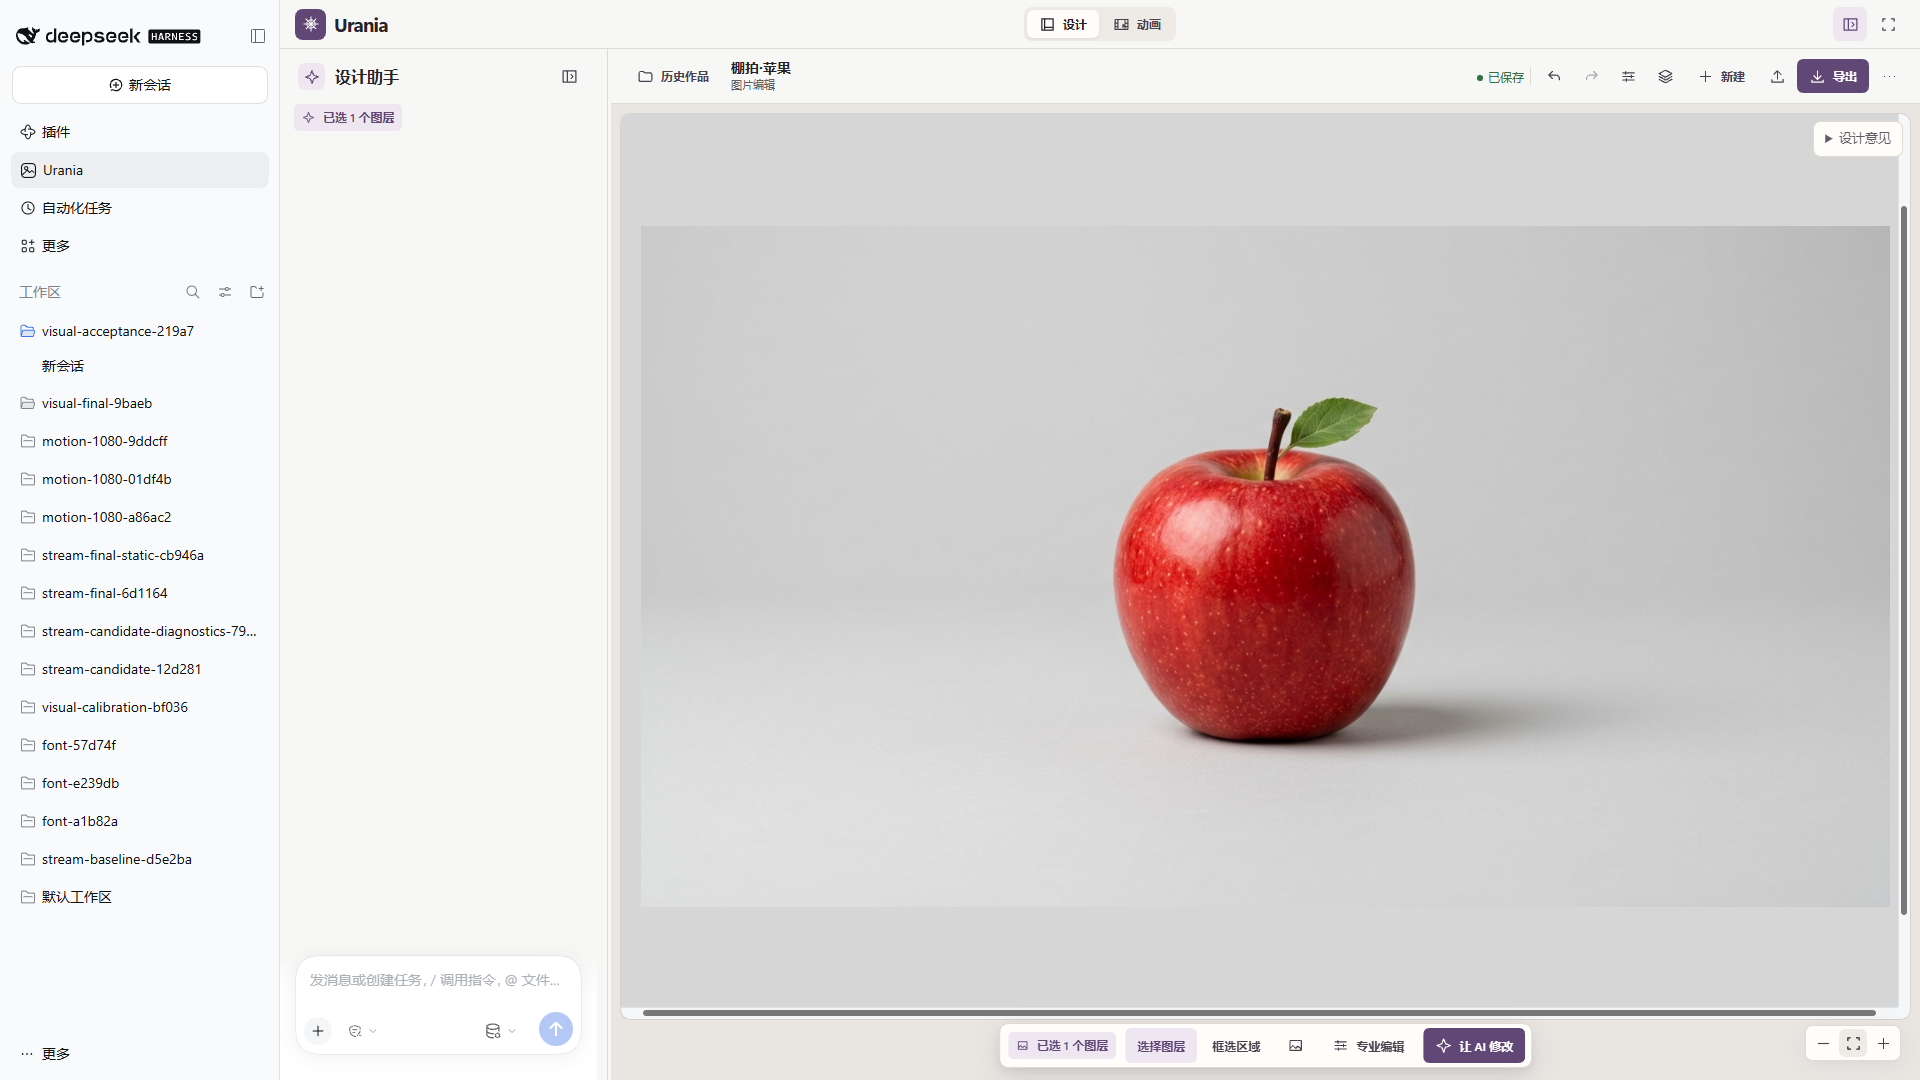 deepseek HARNESS
新会话
插件
Urania
自动化任务
更多
工作区
visual-acceptance-219a7
新会话
visual-final-9baeb
motion-1080-9ddcff
motion-1080-01df4b
motion-1080-a86ac2
stream-final-static-cb946a
stream-final-6d1164
stream-candidate-diagnostics-79...
stream-candidate-12d281
visual-calibration-bf036
font-57d74f
font-e239db
font-a1b82a
stream-baseline-d5e2ba
默认工作区
更多
Urania
设计 动画
设计助手
已选 1 个图层
发消息或创建任务, / 调用指令, @ 文件...
历史作品
棚拍·苹果
图片编辑
已保存
新建
导出
设计意见
已选 1 个图层
选择图层
框选区域
专业编辑
让 AI 修改